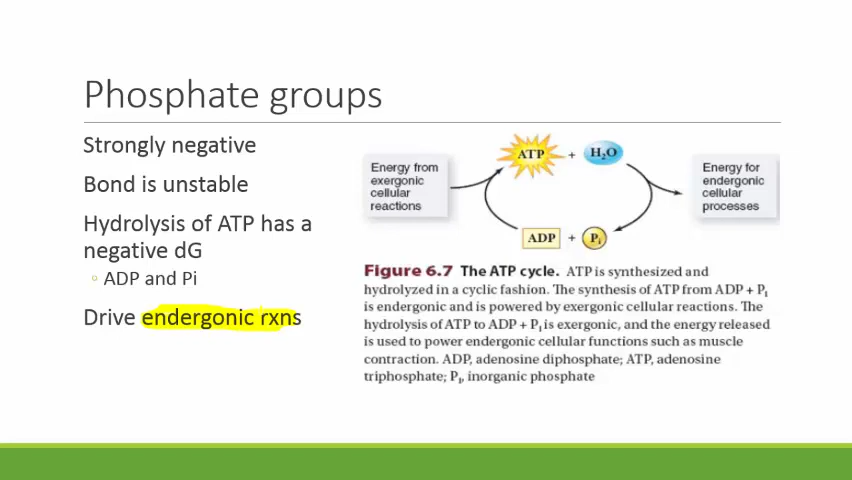 Phosphate groups
Strongly negative
Bond is unstable
Hydrolysis of ATP has a
negative dG
◦ ADP and Pi
Drive endergonic rxns
Energy from
exergonic
cellular
reactions
ATP + H₂O
Energy for
endergonic
cellular
processes
ADP + Pᵢ
Figure 6.7 The ATP cycle. ATP is synthesized and
hydrolyzed in a cyclic fashion. The synthesis of ATP from ADP + Pᵢ
is endergonic and is powered by exergonic cellular reactions. The
hydrolysis of ATP to ADP + Pᵢ is exergonic, and the energy released
is used to power endergonic cellular functions such as muscle
contraction. ADP, adenosine diphosphate; ATP, adenosine
triphosphate; Pᵢ, inorganic phosphate